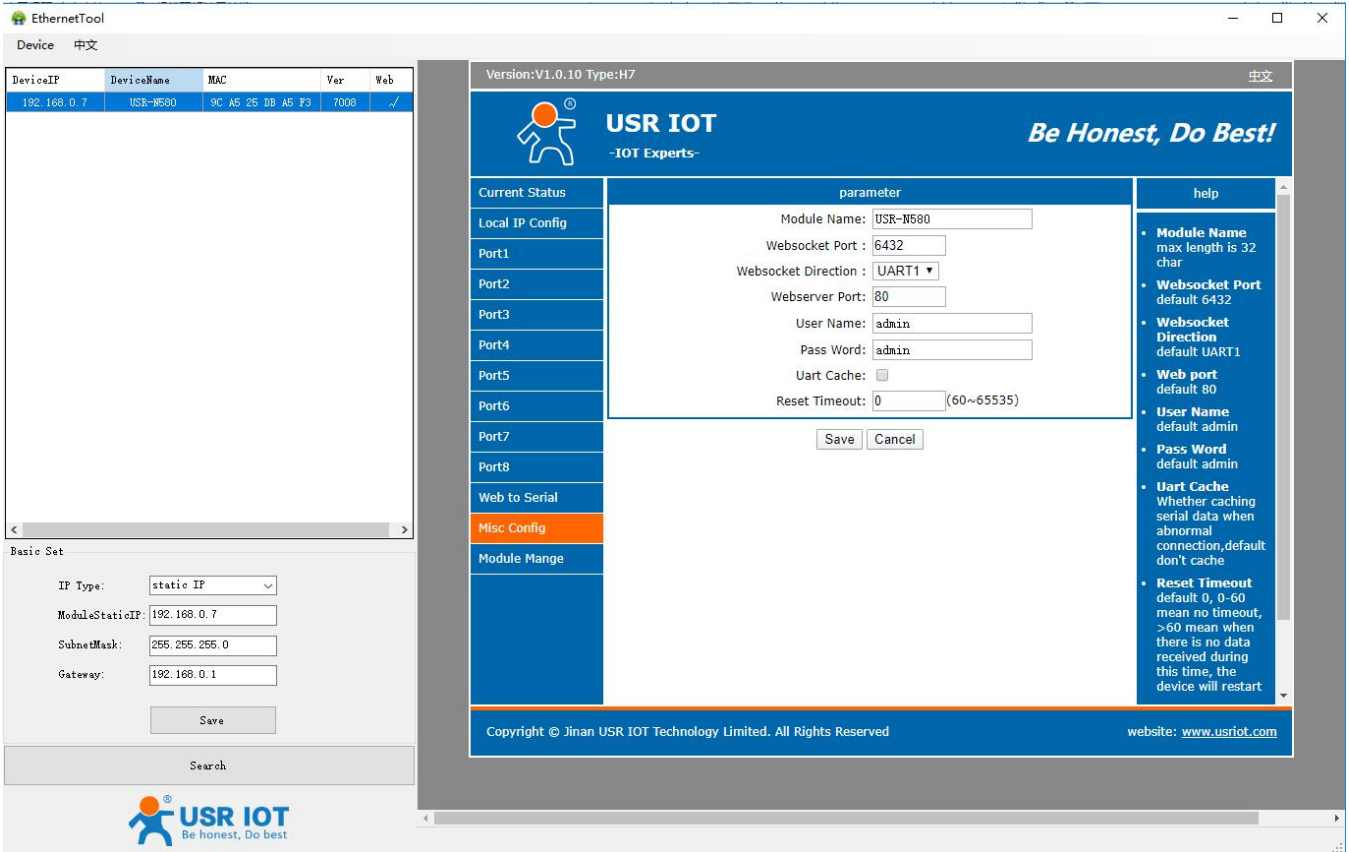 EthernetTool
Device 中文
DeviceIP DeviceName MAC Ver Web
192.168.0.7 USR-N580 9C A5 25 DB A5 F3 7008 √
Basic Set
IP Type: static IP
ModuleStaticIP: 192.168.0.7
SubnetMask: 255.255.255.0
Gateway: 192.168.0.1
Save
Search
®
USR IOT
Be honest, Do best
Version:V1.0.10 Type:H7 中文
®
USR IOT
-IOT Experts-
Be Honest, Do Best!
Current Status
Local IP Config
Port1
Port2
Port3
Port4
Port5
Port6
Port7
Port8
Web to Serial
Misc Config
Module Mange
parameter
Module Name: USR-N580
Websocket Port : 6432
Websocket Direction : UART1
Webserver Port: 80
User Name: admin
Pass Word: admin
Uart Cache:
Reset Timeout: 0 (60~65535)
Save Cancel
help
• Module Name
max length is 32
char
• Websocket Port
default 6432
• Websocket
Direction
default UART1
• Web port
default 80
• User Name
default admin
• Pass Word
default admin
• Uart Cache
Whether caching
serial data when
abnormal
connection,default
don't cache
• Reset Timeout
default 0, 0-60
mean no timeout,
>60 mean when
there is no data
received during
this time, the
device will restart
Copyright © Jinan USR IOT Technology Limited. All Rights Reserved
website: www.usriot.com